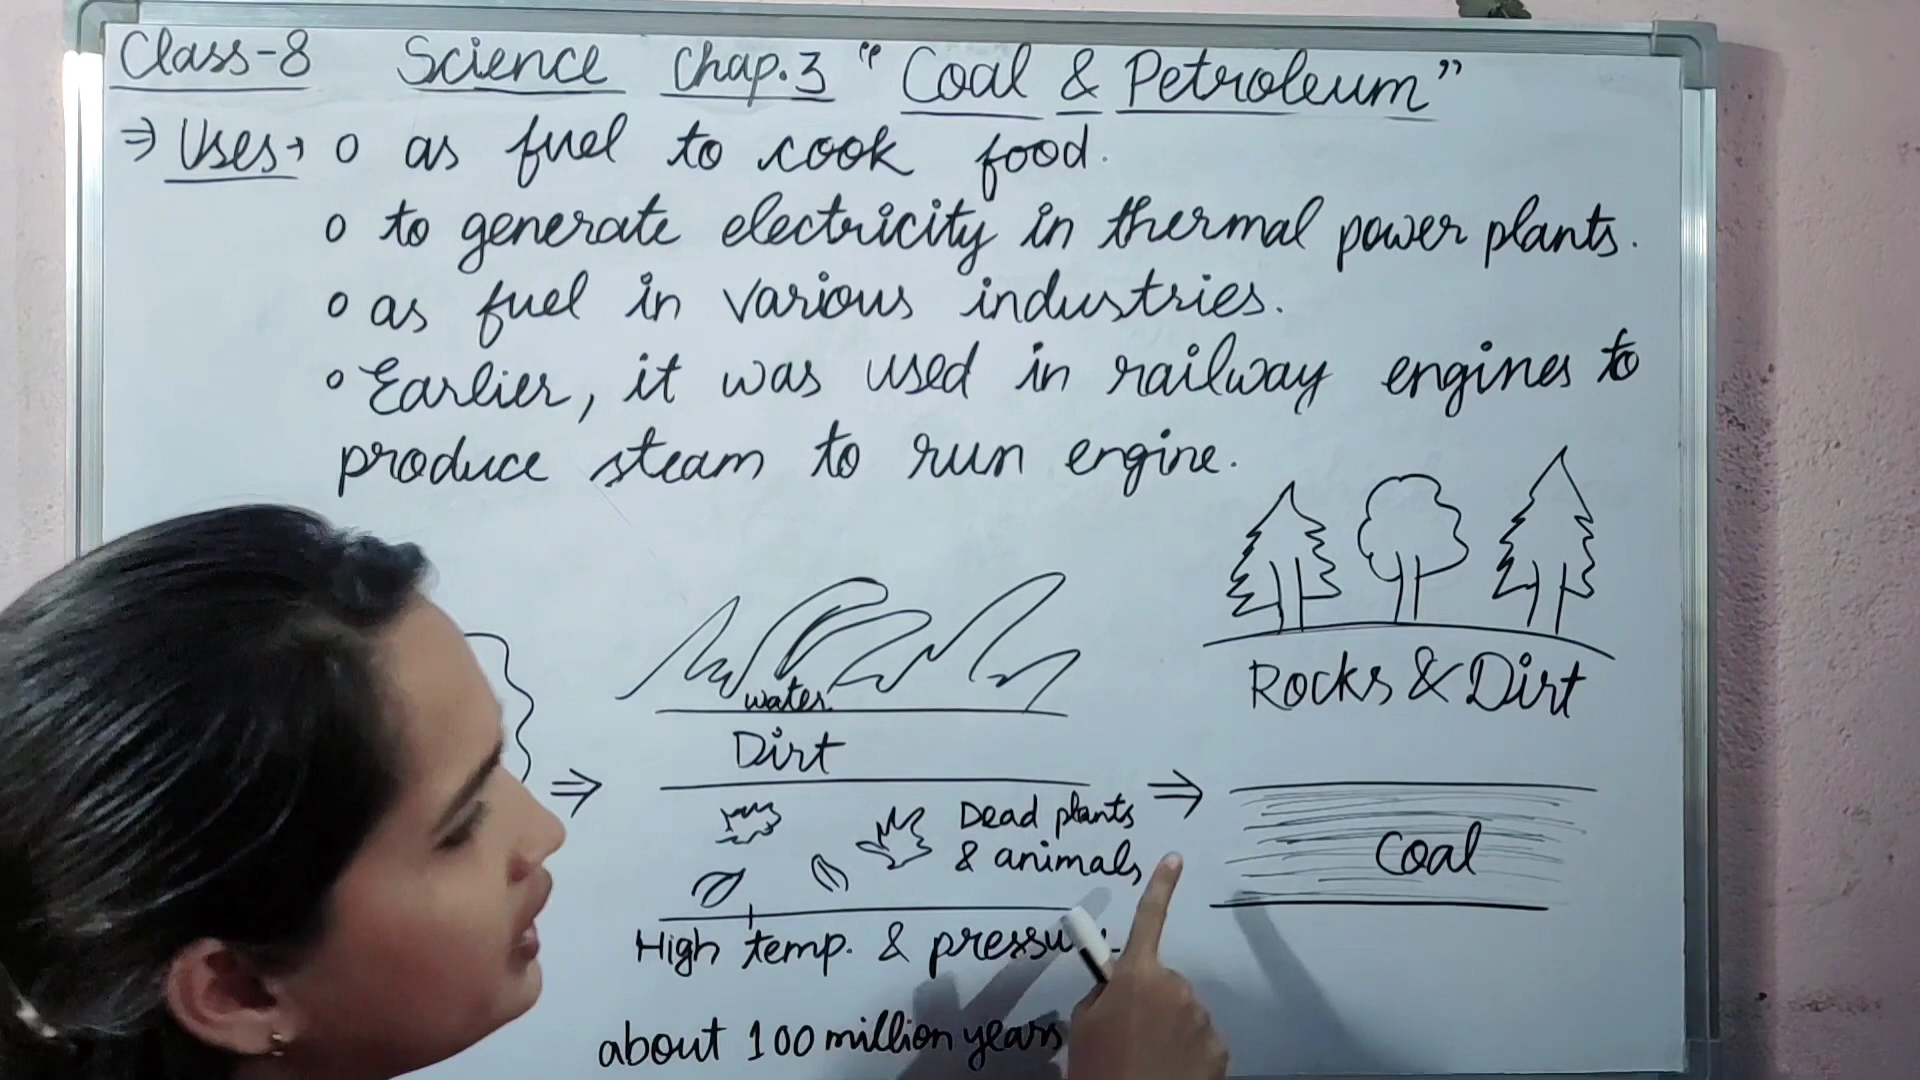 Class-8 Science Chap.3 “Coal & Petroleum”
⇒ Uses→ o as fuel to cook food.
o to generate electricity in thermal power plants.
o as fuel in various industries.
o Earlier, it was used in railway engines to
produce steam to run engine.
water
Dirt
Dead plants
& animals
High temp. & pressure
about 100 million years
Rocks & Dirt
Coal